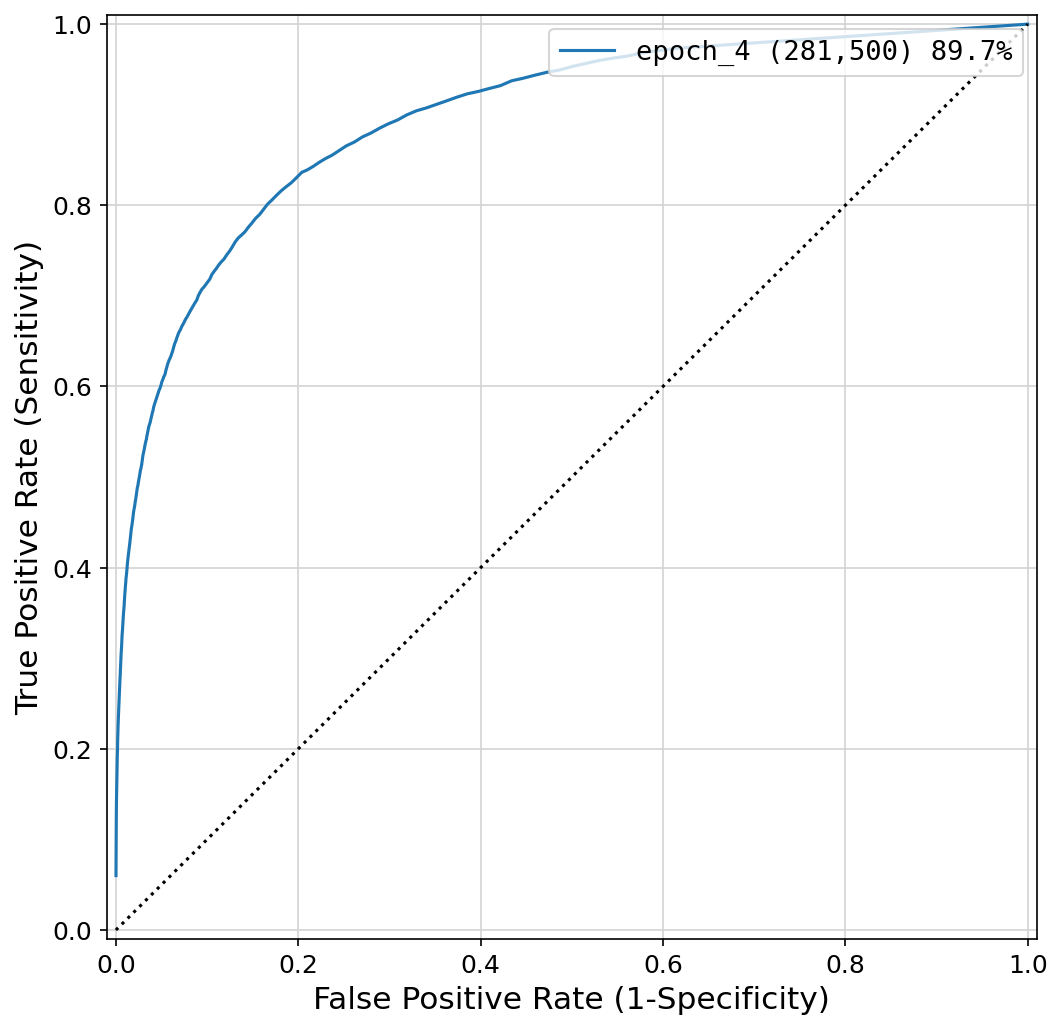 epoch_4 (281,500) 89.7%
True Positive Rate (Sensitivity)
1.0
0.8
0.6
0.4
0.2
0.0
0.0 0.2 0.4 0.6 0.8 1.0
False Positive Rate (1-Specificity)